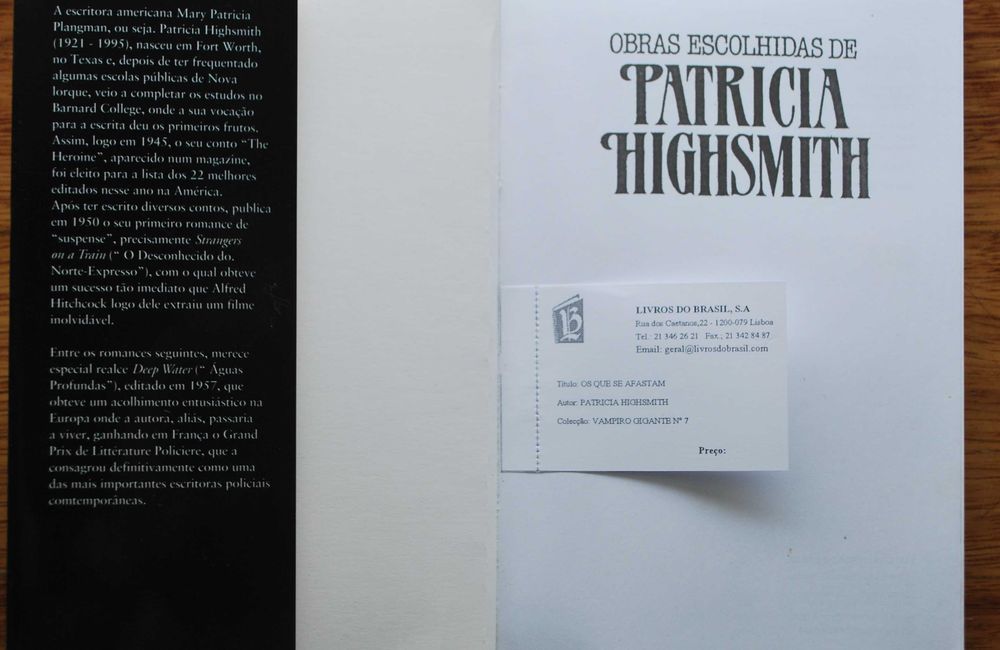 A escritora americana Mary Patricia
Plangman, ou seja. Patricia Highsmith
(1921 - 1995), nasceu em Fort Worth,
no Texas e, depois de ter frequentado
algumas escolas públicas de Nova
Iorque, veio a completar os estudos no
Barnard College, onde a sua vocação
para a escrita deu os primeiros frutos.
Assim, logo em 1945, o seu conto "The
Heroine", aparecido num magazine,
foi eleito para a lista dos 22 melhores
editados nesse ano na América.
Após ter escrito diversos contos, publica
em 1950 o seu primeiro romance de
"suspense", precisamente Strangers
on a Train (" O Desconhecido do.
Norte-Expresso"), com o qual obteve
um sucesso tão imediato que Alfred
Hitchcock logo dele extraiu um filme
inolvidável.
Entre os romances seguintes, merece
especial realce Deep Water (" Águas
Profundas"), editado em 1957, que
obteve um acolhimento entusiástico na
Europa onde a autora, aliás, passaria
a viver, ganhando em França o Grand
Prix de Littérature Policiere, que a
consagrou definitivamente como uma
das mais importantes escritoras policiais
comtemporâneas.
OBRAS ESCOLHIDAS DE
PATRICIA
HIGHSMITH
LIVROS DO BRASIL, S.A
Rua dos Caetanos,22 - 1200-079 Lisboa
Tel.: 21 346 26 21 Fax.: 21 342 84 87
Email: geral@livrosdobrasil.com
Título: OS QUE SE AFASTAM
Autor: PATRICIA HIGHSMITH
Colecção: VAMPIRO GIGANTE Nº 7
Preço: